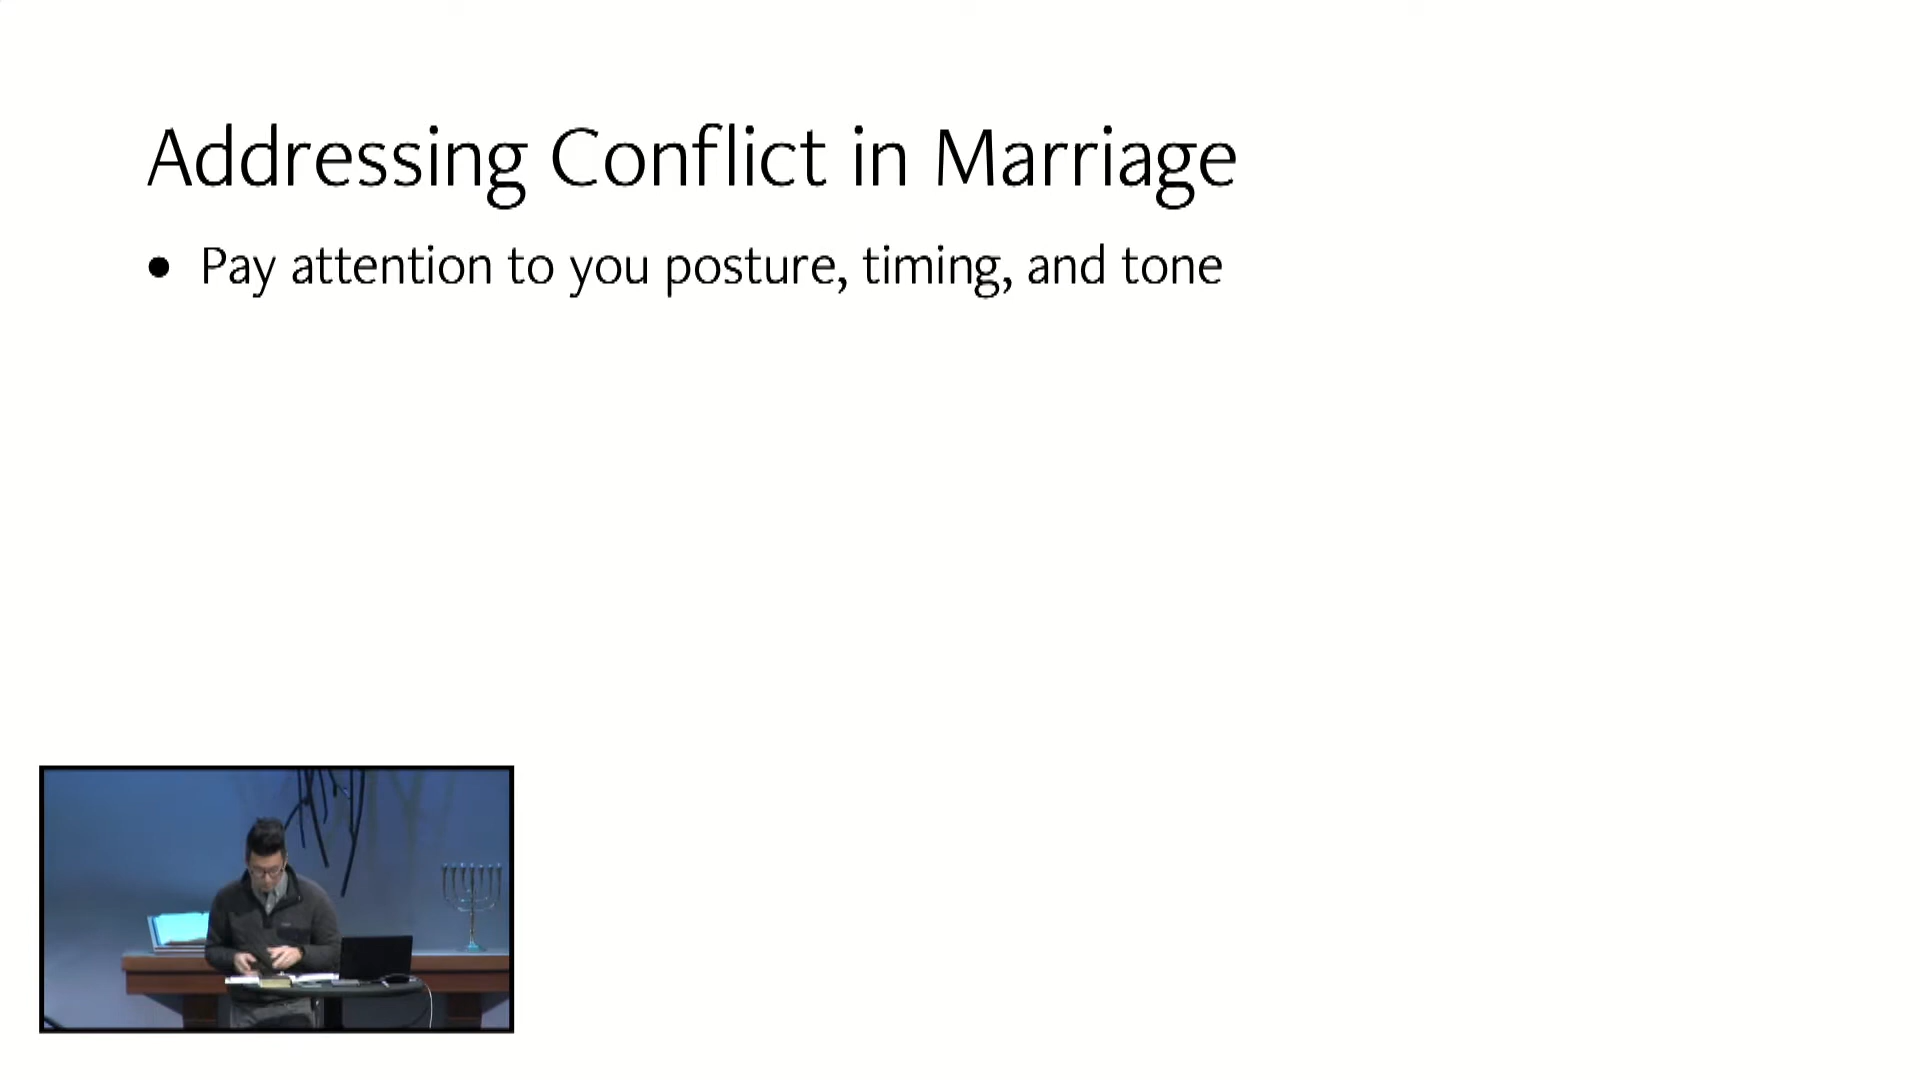 Addressing Conflict in Marriage
• Pay attention to you posture, timing, and tone